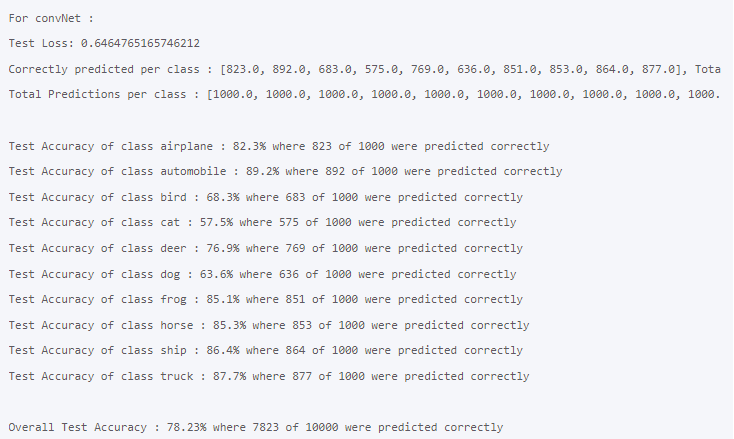 For convNet :
Test Loss: 0.6464765165746212
Correctly predicted per class : [823.0, 892.0, 683.0, 575.0, 769.0, 636.0, 851.0, 853.0, 864.0, 877.0], Tota
Total Predictions per class : [1000.0, 1000.0, 1000.0, 1000.0, 1000.0, 1000.0, 1000.0, 1000.0, 1000.0, 1000.
Test Accuracy of class airplane : 82.3% where 823 of 1000 were predicted correctly
Test Accuracy of class automobile : 89.2% where 892 of 1000 were predicted correctly
Test Accuracy of class bird : 68.3% where 683 of 1000 were predicted correctly
Test Accuracy of class cat : 57.5% where 575 of 1000 were predicted correctly
Test Accuracy of class deer : 76.9% where 769 of 1000 were predicted correctly
Test Accuracy of class dog : 63.6% where 636 of 1000 were predicted correctly
Test Accuracy of class frog : 85.1% where 851 of 1000 were predicted correctly
Test Accuracy of class horse : 85.3% where 853 of 1000 were predicted correctly
Test Accuracy of class ship : 86.4% where 864 of 1000 were predicted correctly
Test Accuracy of class truck : 87.7% where 877 of 1000 were predicted correctly
Overall Test Accuracy : 78.23% where 7823 of 10000 were predicted correctly